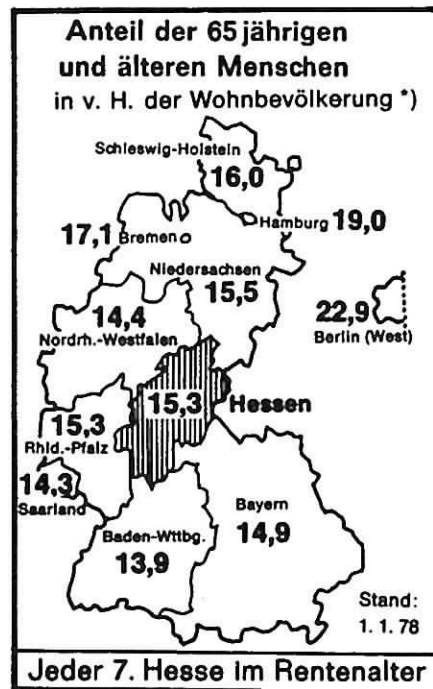 Anteil der 65jährigen
und älteren Menschen
in v. H. der Wohnbevölkerung *)
Schleswig-Holstein
16,0
Hamburg 19,0
17,1 Bremen
Niedersachsen
15,5
14,4
Nordrh.-Westfalen
22,9
Berlin (West)
15,3 Hessen
15,3
Rhld.-Pfalz
14,3
Saarland
Bayern
14,9
Baden-Wttbg.
13,9
Stand:
1. 1. 78
Jeder 7. Hesse im Rentenalter